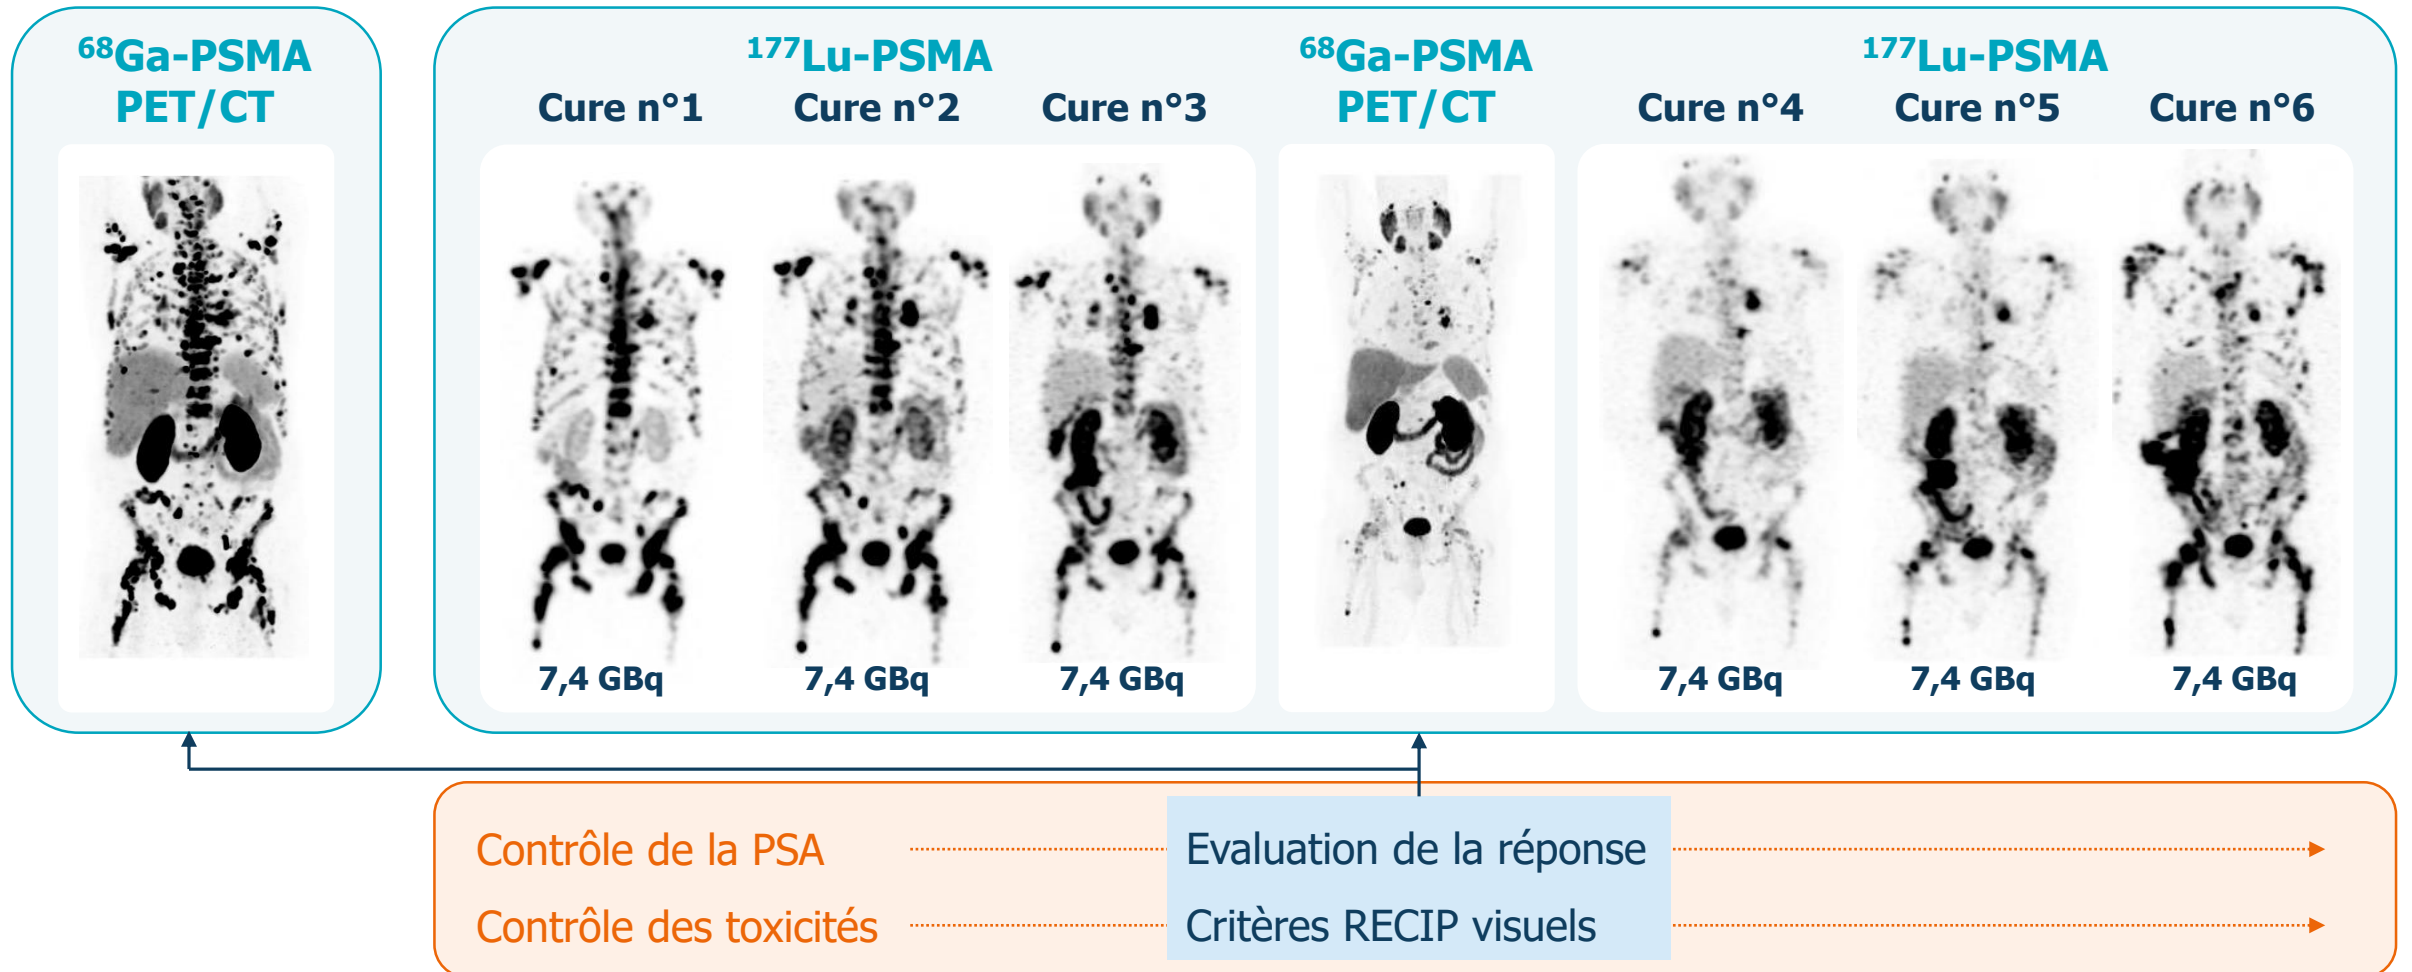 ⁶⁸Ga-PSMA
PET/CT
¹⁷⁷Lu-PSMA
Cure n°1
Cure n°2
Cure n°3
⁶⁸Ga-PSMA
PET/CT
¹⁷⁷Lu-PSMA
Cure n°4
Cure n°5
Cure n°6
7,4 GBq
7,4 GBq
7,4 GBq
7,4 GBq
7,4 GBq
7,4 GBq
Contrôle de la PSA
Evaluation de la réponse
Contrôle des toxicités
Critères RECIP visuels